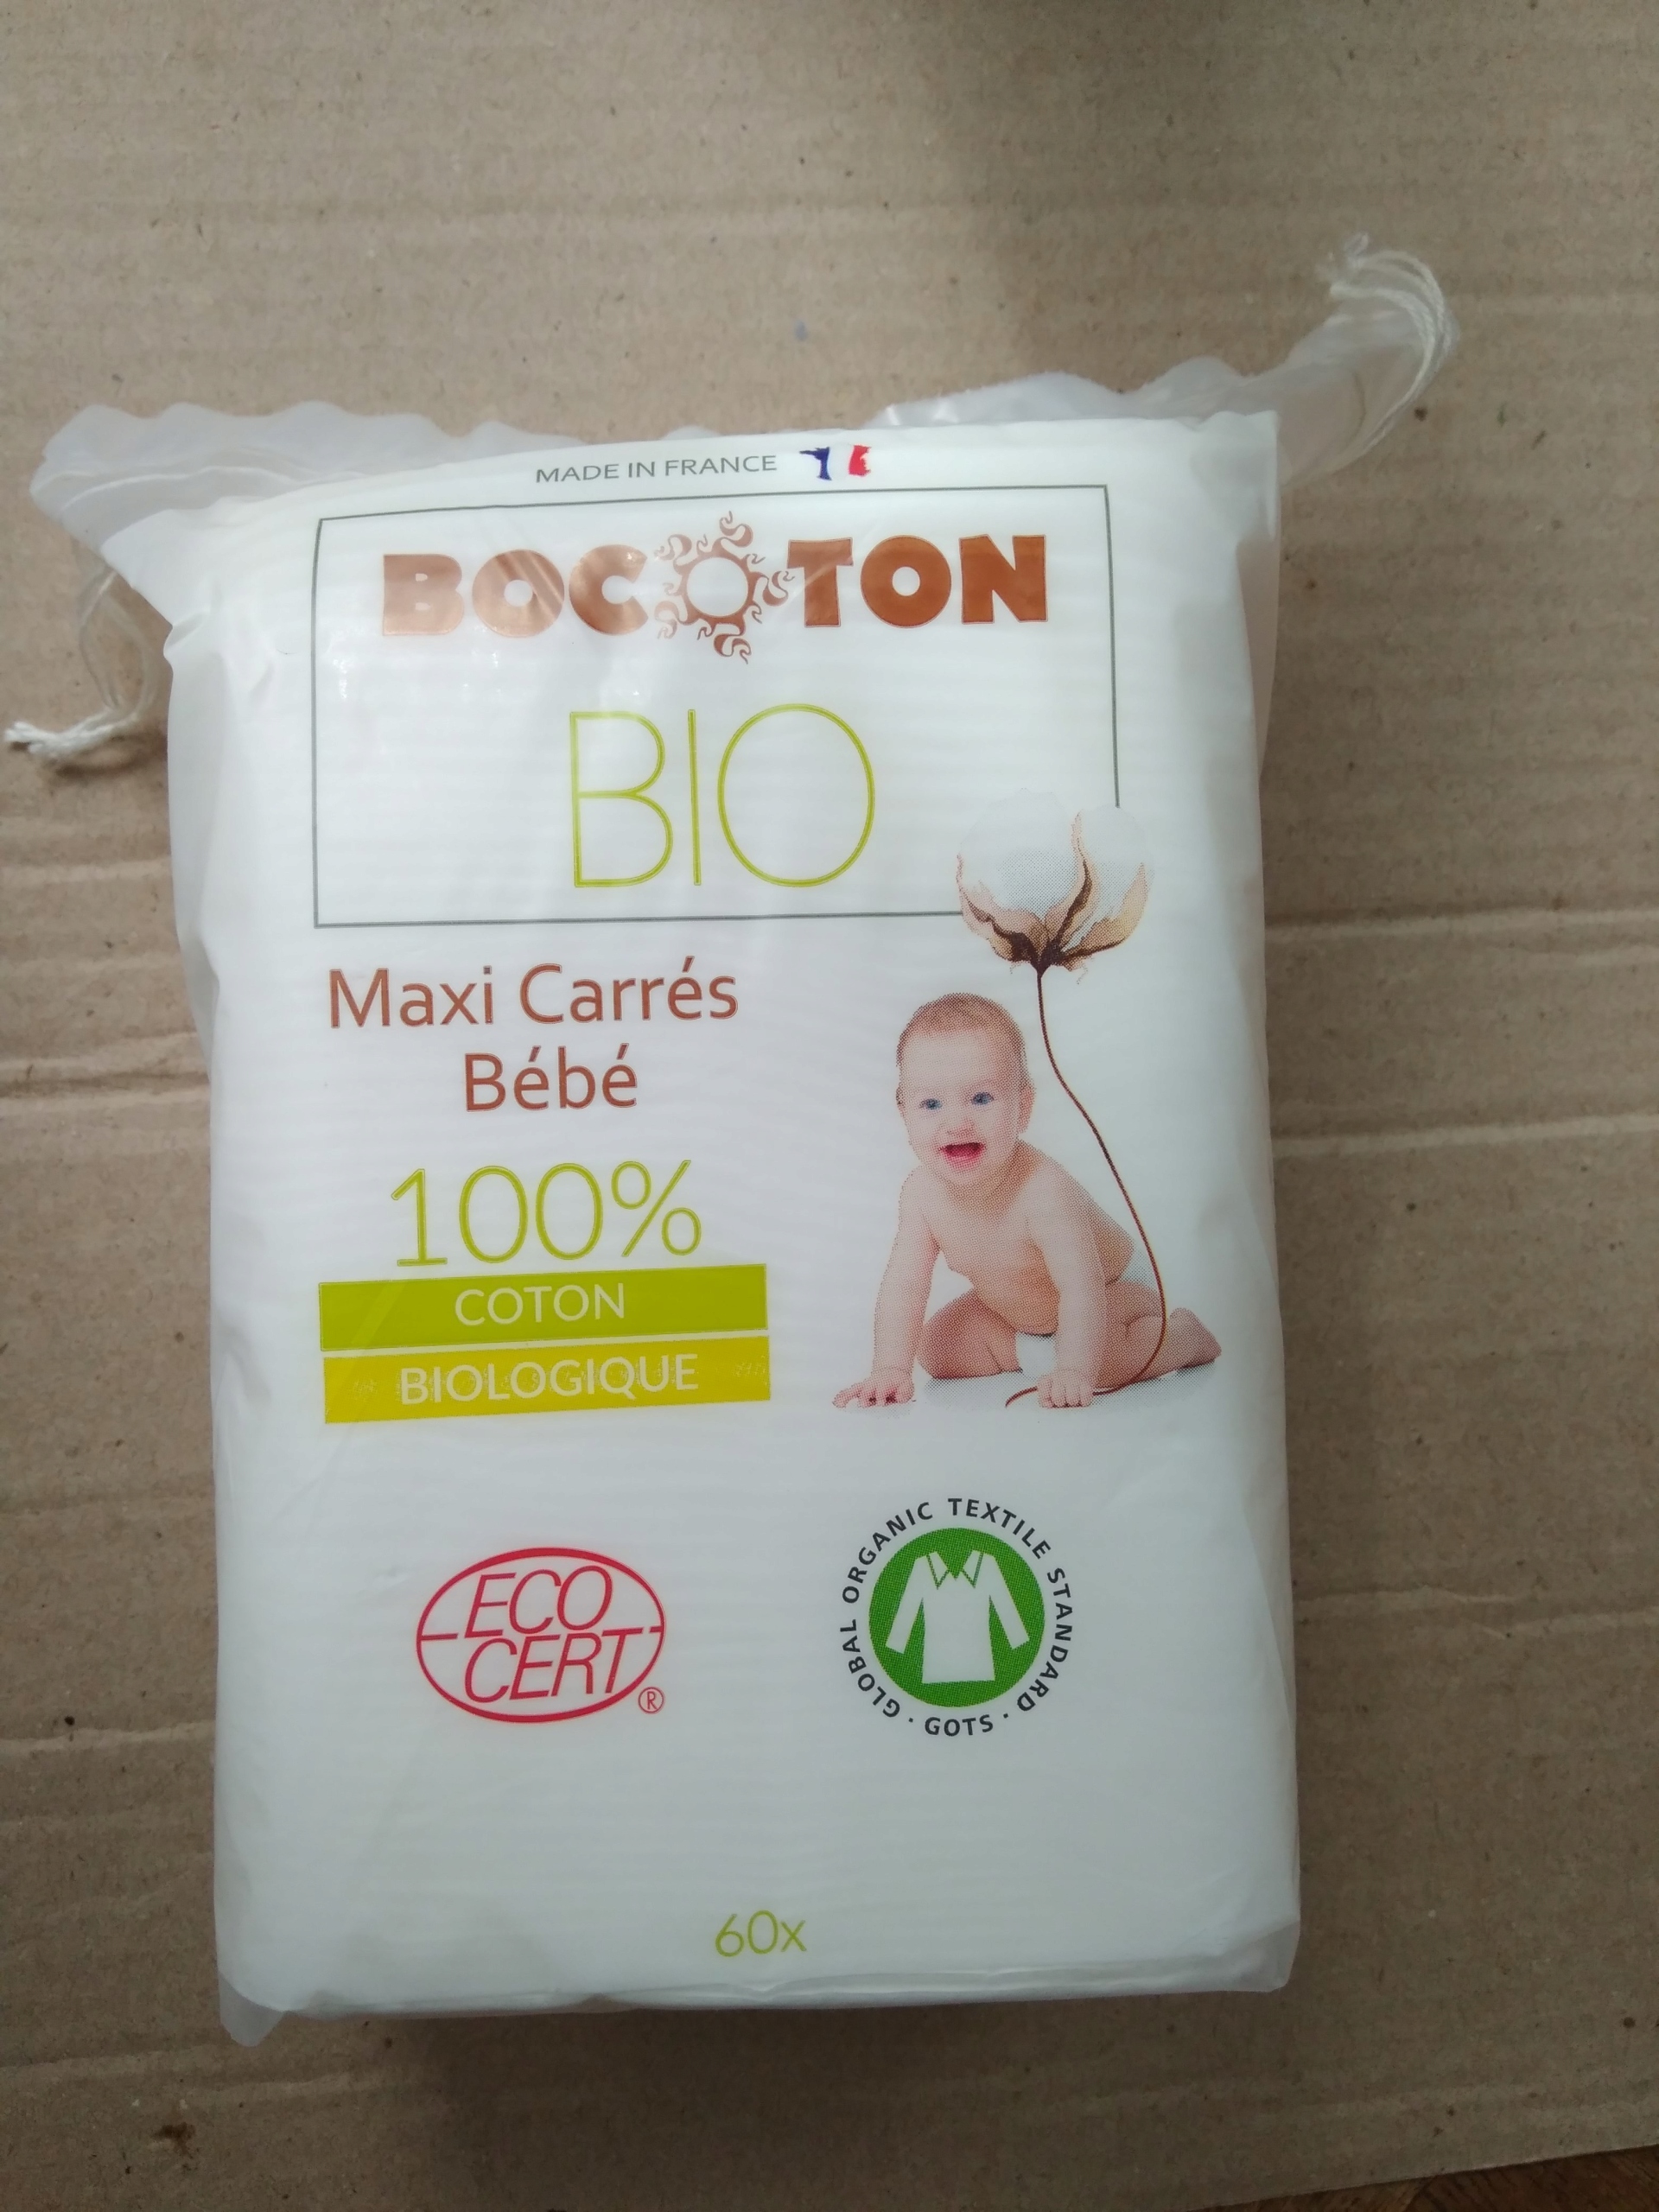 MADE IN FRANCE
BOCOTON
BIO
Maxi Carrés
Bébé
100%
COTON
BIOLOGIQUE
ECO
CERT
®
GLOBAL ORGANIC TEXTILE STANDARD · GOTS ·
60x